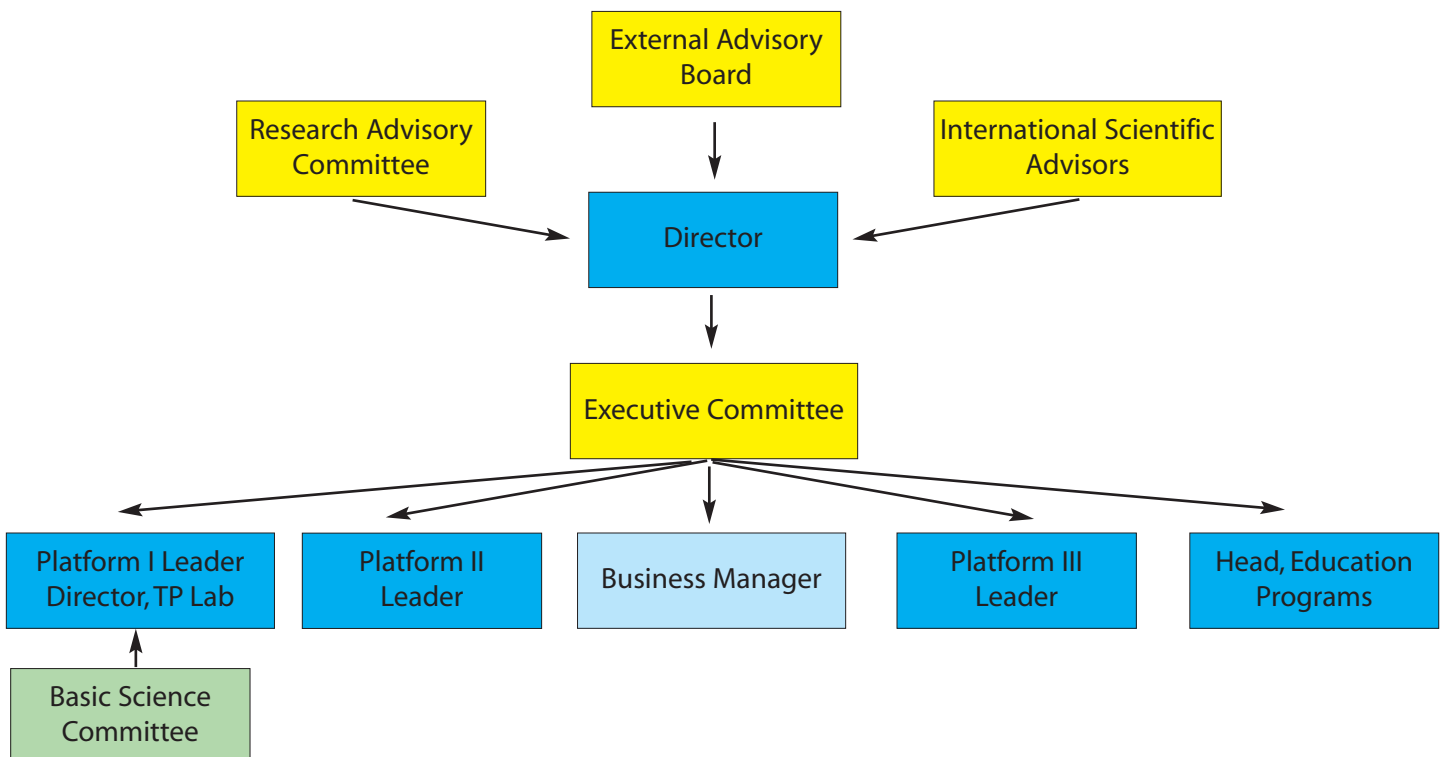 External Advisory
Board
Research Advisory
Committee
International Scientific
Advisors
Director
Executive Committee
Platform I Leader
Director, TP Lab
Platform II
Leader
Business Manager
Platform III
Leader
Head, Education
Programs
Basic Science
Committee